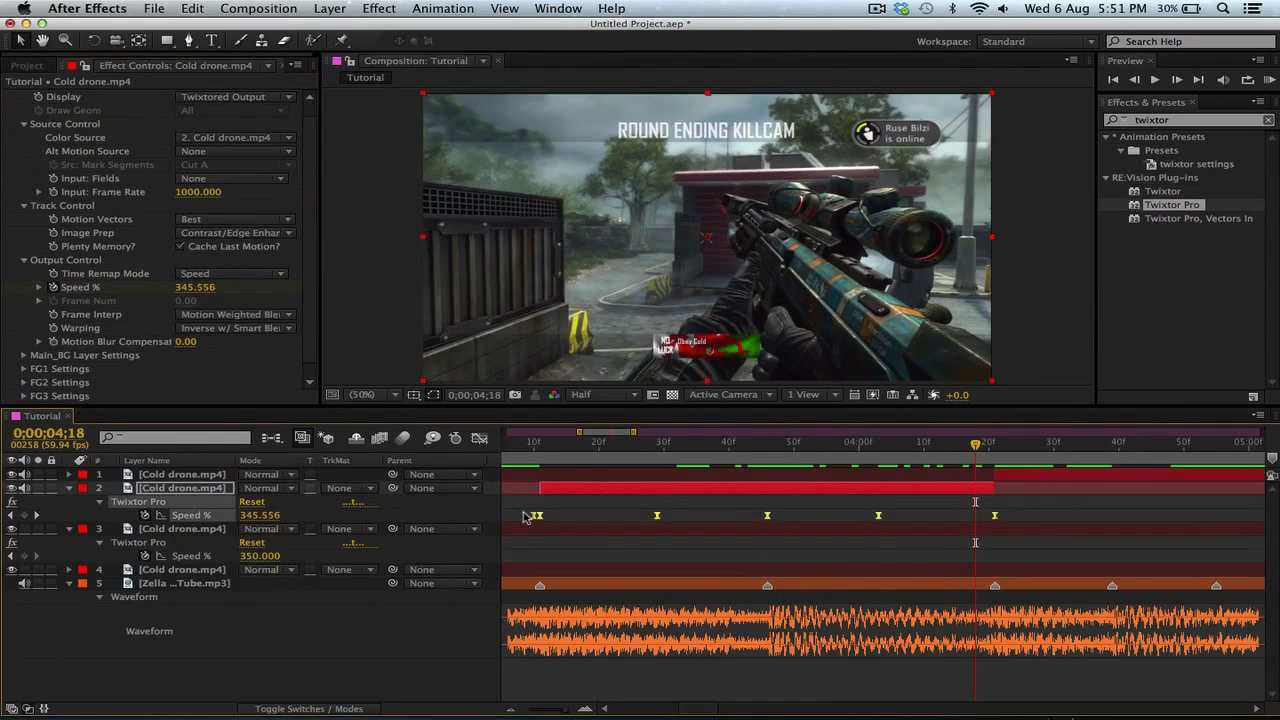 After Effects File Edit Composition Layer Effect Animation View Window Help Wed 6 Aug 5:51 PM 30%
Untitled Project.aep *
Workspace: Standard Search Help
Project Effect Controls: Cold drone.mp4 Composition: Tutorial Preview
Tutorial • Cold drone.mp4 Tutorial
Display Twixtored Output
Draw Geom All
Source Control
Color Source 2. Cold drone.mp4
Alt Motion Source None
Src: Mark Segments Cut A
Input: Fields None
Input: Frame Rate 1000.000
Track Control
Motion Vectors Best
Image Prep Contrast/Edge Enhar
Plenty Memory? Cache Last Motion?
Output Control
Time Remap Mode Speed
Speed % 345.556
Frame Num 0.00
Frame Interp Motion Weighted Ble
Warping Inverse w/ Smart Ble
Motion Blur Compensat 0.00
Main_BG Layer Settings
FG1 Settings
FG2 Settings
FG3 Settings
ROUND ENDING KILLCAM
Ruse Bilzi
is online
NO
LUCK
Obey Cold
(50%) 0;00;04;18 Half Active Camera 1 View +0.0
Effects & Presets
twixtor
* Animation Presets
Presets
twixtor settings
RE:Vision Plug-ins
Twixtor
Twixtor Pro
Twixtor Pro, Vectors In
Tutorial
0;00;04;18
00258 (59.94 fps)
10f 20f 30f 40f 50f 04:00f 10f 20f 30f 40f 50f 05:00f
# Layer Name Mode T TrkMat Parent
1 [Cold drone.mp4] Normal None
2 [Cold drone.mp4] Normal None None
Twixtor Pro Reset ...t...
Speed % 345.556
3 [Cold drone.mp4] Normal None None
Twixtor Pro Reset ...t...
Speed % 350.000
4 [Cold drone.mp4] Normal None None
5 [Zella ...Tube.mp3] None
Waveform
Waveform
Toggle Switches / Modes